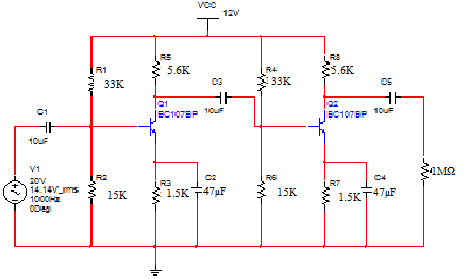 VCC
12V
R1
33K
R5
5.6K
C3
10uF
R4
33K
R8
5.6K
C5
10uF
C1
10uF
Q1
BC107BP
Q2
BC107BP
V1
20V
14.14V_rms
1000Hz
0Deg
R2
15K
R3
1.5K
C2
47µF
R6
15K
R7
1.5K
C4
47µF
1MΩ